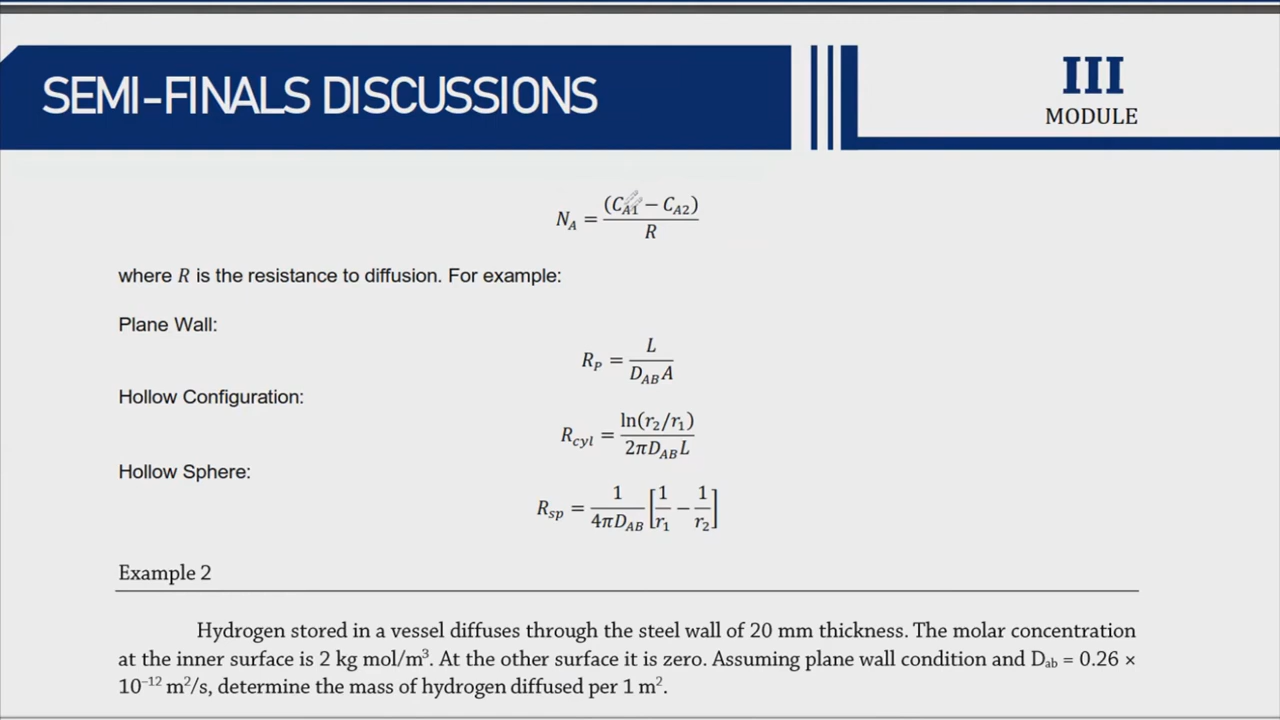 SEMI-FINALS DISCUSSIONS
III
MODULE
N_A = (C_A1 − C_A2) / R
where R is the resistance to diffusion. For example:
Plane Wall:
R_P = L / D_AB A
Hollow Configuration:
R_cyl = ln(r₂/r₁) / 2πD_AB L
Hollow Sphere:
R_sp = 1 / 4πD_AB [1/r₁ − 1/r₂]
Example 2
Hydrogen stored in a vessel diffuses through the steel wall of 20 mm thickness. The molar concentration
at the inner surface is 2 kg mol/m³. At the other surface it is zero. Assuming plane wall condition and D_ab = 0.26 ×
10⁻¹² m²/s, determine the mass of hydrogen diffused per 1 m².